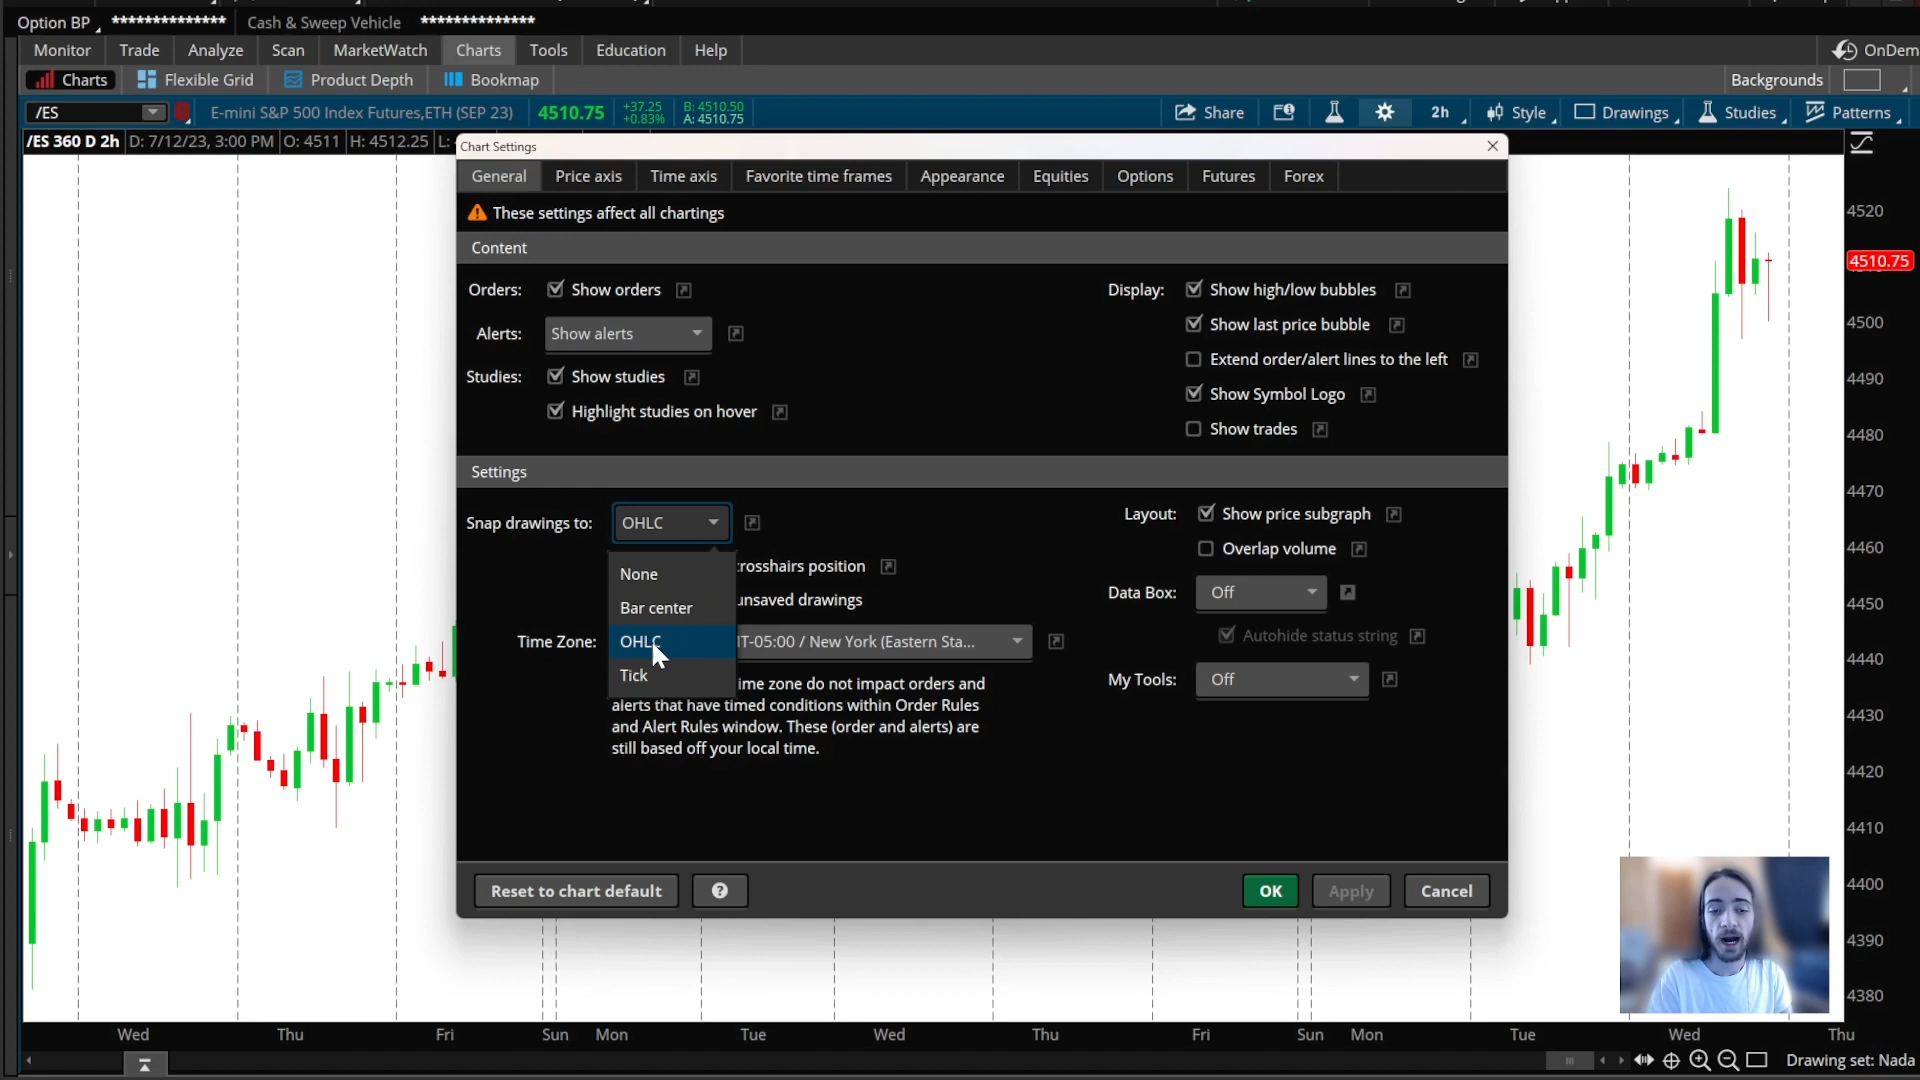 Option BP ************** Cash & Sweep Vehicle **************
Monitor Trade Analyze Scan MarketWatch Charts Tools Education Help OnDem
Charts Flexible Grid Product Depth Bookmap Backgrounds
/ES E-mini S&P 500 Index Futures,ETH (SEP 23) 4510.75 +37.25 B: 4510.50 Share 2h Style Drawings Studies Patterns
+0.83% A: 4510.75
/ES 360 D 2h D: 7/12/23, 3:00 PM O: 4511 H: 4512.25 L:
Chart Settings
General Price axis Time axis Favorite time frames Appearance Equities Options Futures Forex
These settings affect all chartings
Content
Orders: Show orders
Alerts: Show alerts
Studies: Show studies
Highlight studies on hover
Display: Show high/low bubbles
Show last price bubble
Extend order/alert lines to the left
Show Symbol Logo
Show trades
Settings
Snap drawings to: OHLC
None
Bar center
OHLC
Tick
crosshairs position
unsaved drawings
Time Zone: IT-05:00 / New York (Eastern Sta...
ime zone do not impact orders and
alerts that have timed conditions within Order Rules
and Alert Rules window. These (order and alerts) are
still based off your local time.
Layout: Show price subgraph
Overlap volume
Data Box: Off
Autohide status string
My Tools: Off
Reset to chart default ? OK Apply Cancel
4520
4510.75
4500
4490
4480
4470
4460
4450
4440
4430
4420
4410
4400
4390
4380
Wed Thu Fri Sun Mon Tue Wed Thu Fri Sun Mon Tue Wed Thu
Drawing set: Nada